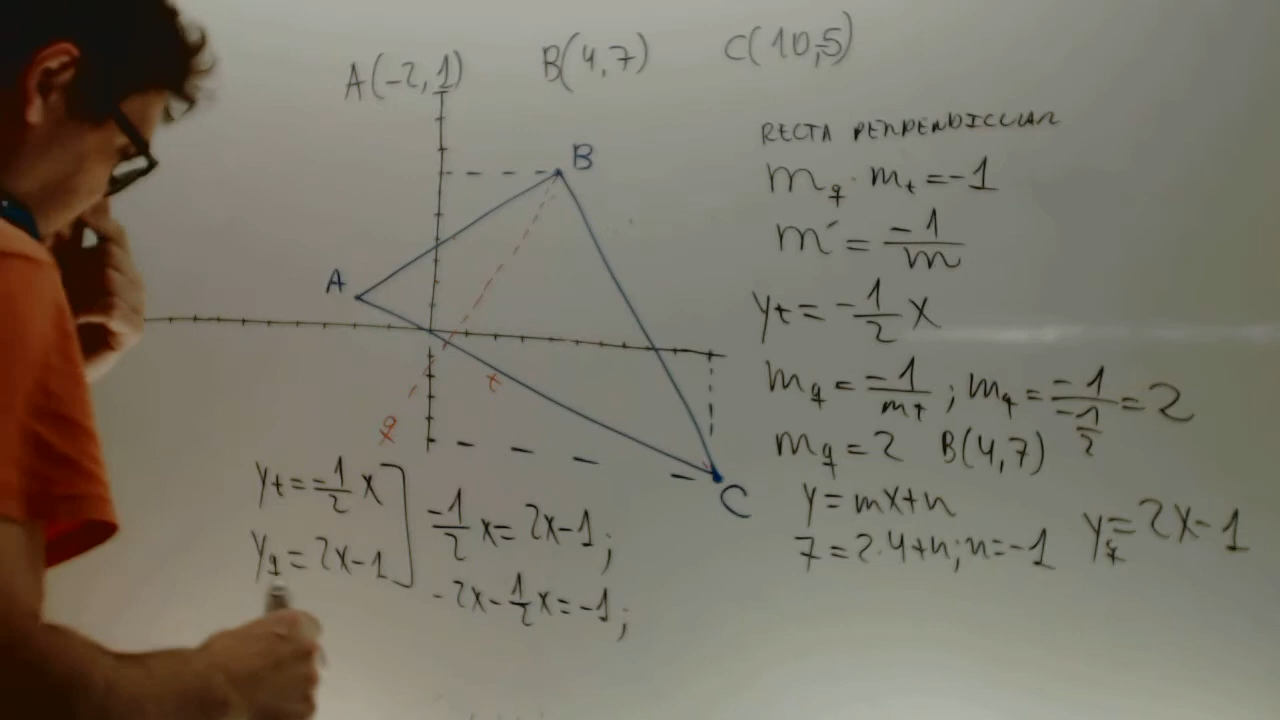 A(-2,1) B(4,7) C(10,5)
RECTA PERPENDICULAR
m_q · m_t = -1
m' = -1/m
y_t = -1/2 x
m_q = -1/m_t ; m_q = -1/(-1/2) = 2
m_q = 2 B(4,7)
y = mx+n
7 = 2·4+n; n = -1 y_q = 2x-1
B
A
t
q
C
y_t = -1/2 x
y_q = 2x-1
-1/2 x = 2x-1;
-2x - 1/2 x = -1;